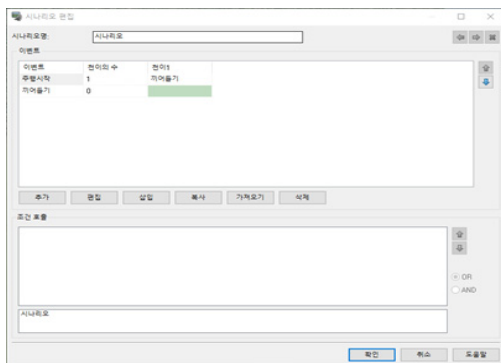 시나리오 편집
시나리오명: 시나리오
이벤트
이벤트 전이의 수 전이1
주행시작 1 끼어들기
끼어들기 0
추가 편집 삽입 복사 가져오기 삭제
조건 호출
OR
AND
시나리오
확인 취소 도움말